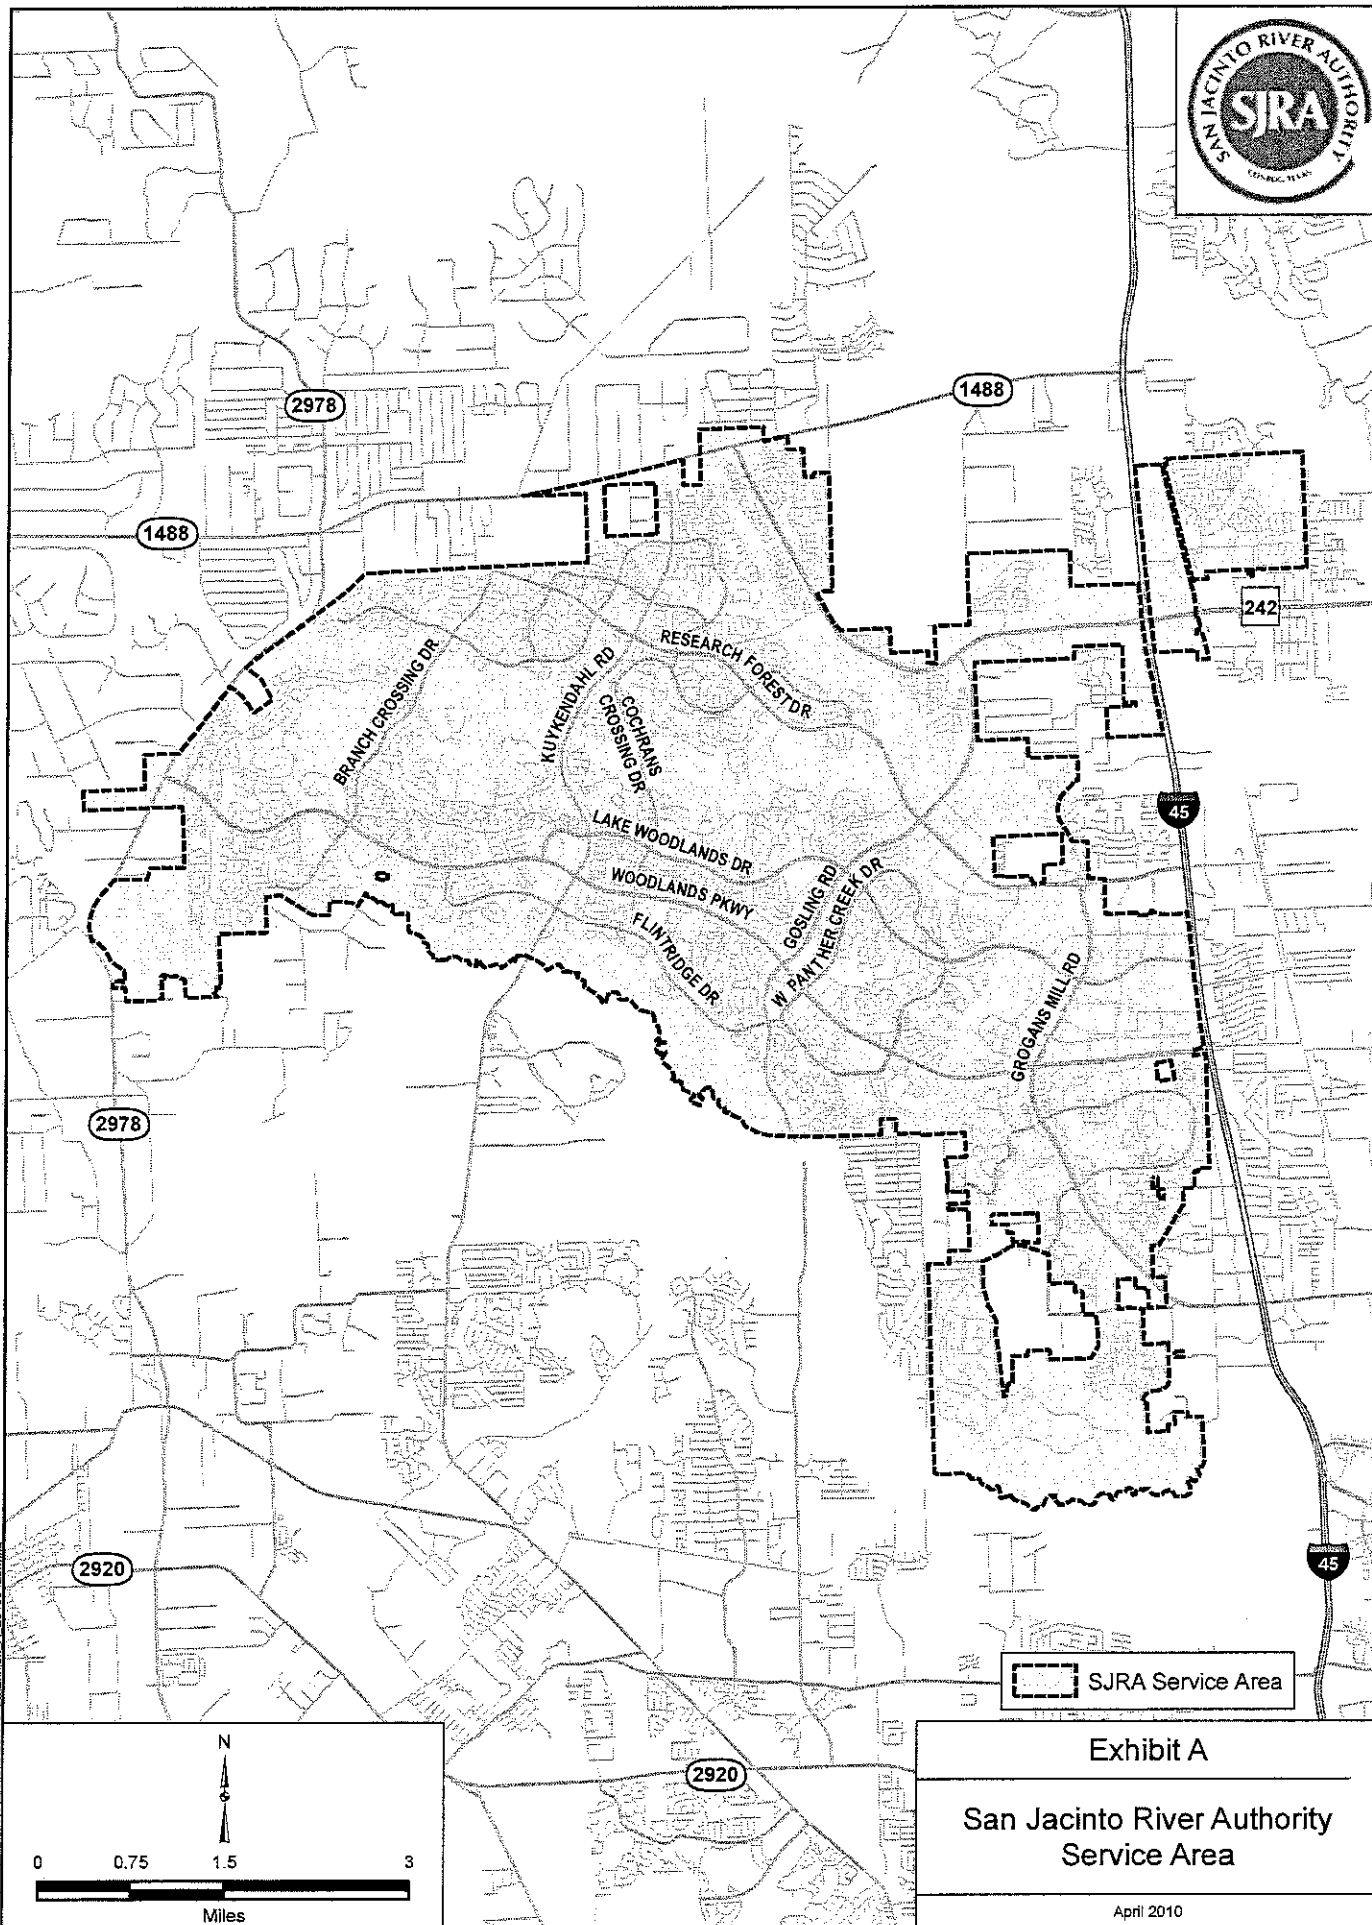 SAN JACINTO RIVER AUTHORITY
SJRA
CONROE, TEXAS
2978
1488
1488
242
RESEARCH FOREST DR
BRANCH CROSSING DR
KUYKENDAHL RD
COCHRANS
CROSSING DR
45
LAKE WOODLANDS DR
WOODLANDS PKWY
GOSLING RD
W PANTHER CREEK DR
FLINTRIDGE DR
GROGANS MILL RD
2978
2920
45
SJRA Service Area
2920
N
0 0.75 1.5 3
Miles
Exhibit A
San Jacinto River Authority
Service Area
April 2010